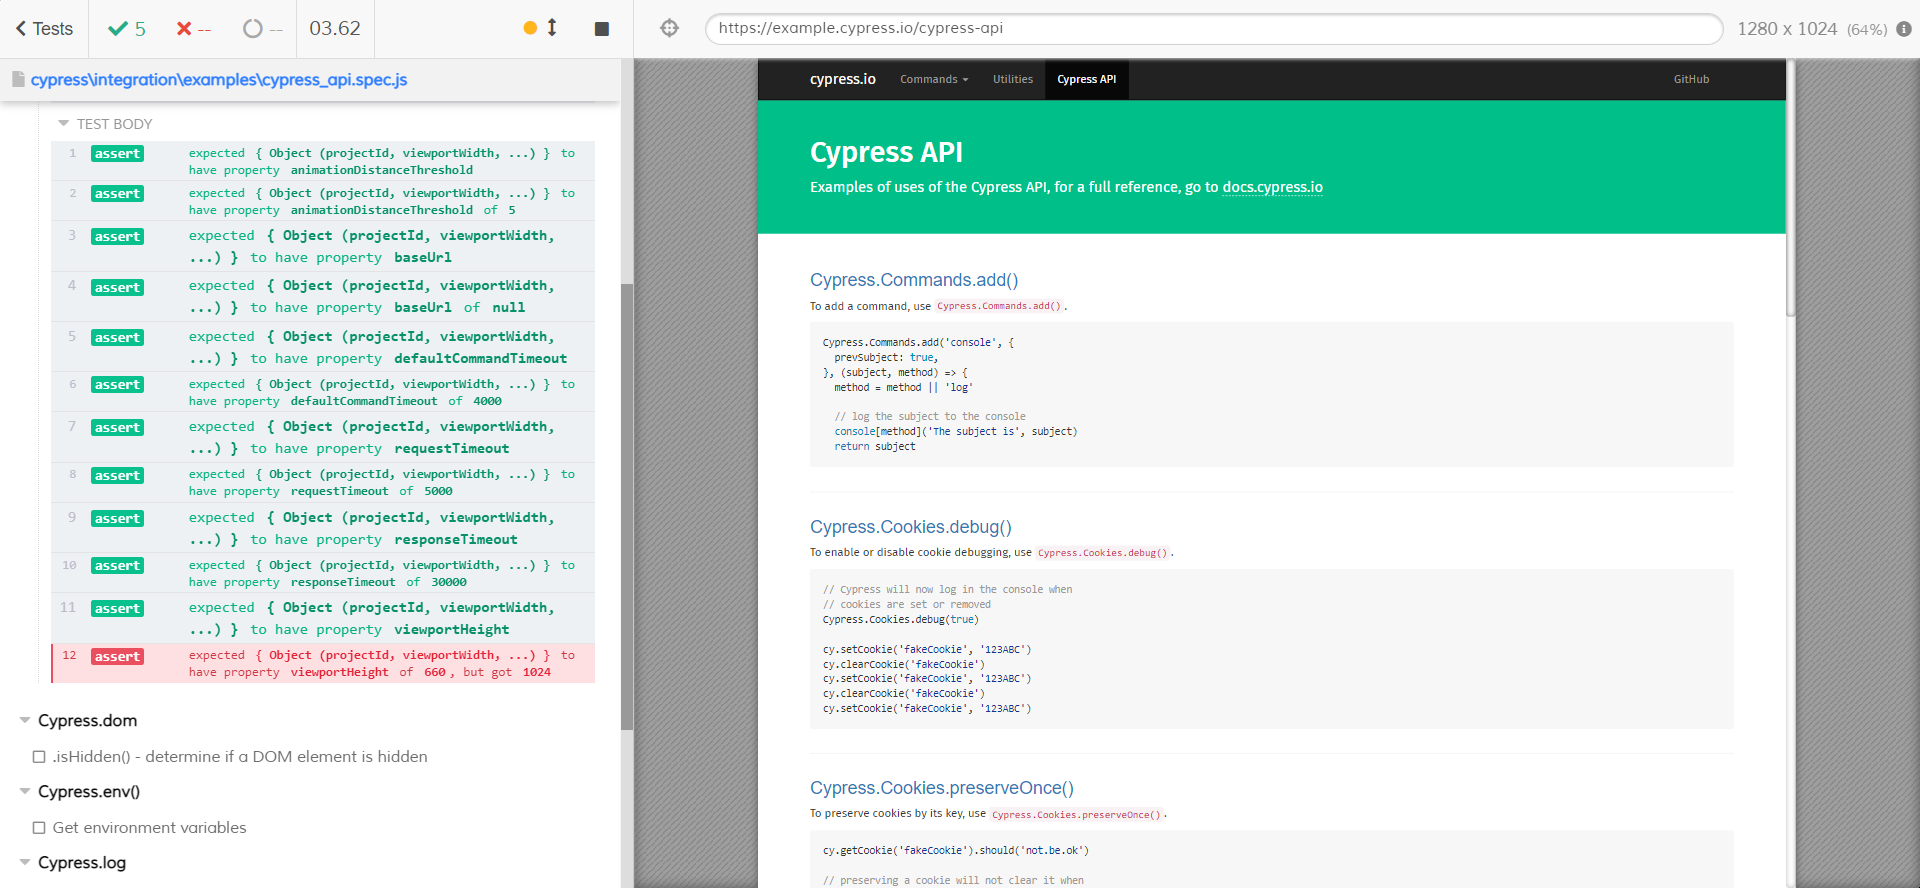 Tests
5
--
--
03.62
https://example.cypress.io/cypress-api
1280 x 1024 (64%)
cypress\integration\examples\cypress_api.spec.js
TEST BODY
1 assert expected { Object (projectId, viewportWidth, ...) } to
have property animationDistanceThreshold
2 assert expected { Object (projectId, viewportWidth, ...) } to
have property animationDistanceThreshold of 5
3 assert expected { Object (projectId, viewportWidth,
...) } to have property baseUrl
4 assert expected { Object (projectId, viewportWidth,
...) } to have property baseUrl of null
5 assert expected { Object (projectId, viewportWidth,
...) } to have property defaultCommandTimeout
6 assert expected { Object (projectId, viewportWidth, ...) } to
have property defaultCommandTimeout of 4000
7 assert expected { Object (projectId, viewportWidth,
...) } to have property requestTimeout
8 assert expected { Object (projectId, viewportWidth, ...) } to
have property requestTimeout of 5000
9 assert expected { Object (projectId, viewportWidth,
...) } to have property responseTimeout
10 assert expected { Object (projectId, viewportWidth, ...) } to
have property responseTimeout of 30000
11 assert expected { Object (projectId, viewportWidth,
...) } to have property viewportHeight
12 assert expected { Object (projectId, viewportWidth, ...) } to
have property viewportHeight of 660 , but got 1024
Cypress.dom
.isHidden() - determine if a DOM element is hidden
Cypress.env()
Get environment variables
Cypress.log
cypress.io Commands Utilities Cypress API GitHub
Cypress API
Examples of uses of the Cypress API, for a full reference, go to docs.cypress.io
Cypress.Commands.add()
To add a command, use Cypress.Commands.add() .
Cypress.Commands.add('console', {
prevSubject: true,
}, (subject, method) => {
method = method || 'log'
// log the subject to the console
console[method]('The subject is', subject)
return subject
Cypress.Cookies.debug()
To enable or disable cookie debugging, use Cypress.Cookies.debug() .
// Cypress will now log in the console when
// cookies are set or removed
Cypress.Cookies.debug(true)
cy.setCookie('fakeCookie', '123ABC')
cy.clearCookie('fakeCookie')
cy.setCookie('fakeCookie', '123ABC')
cy.clearCookie('fakeCookie')
cy.setCookie('fakeCookie', '123ABC')
Cypress.Cookies.preserveOnce()
To preserve cookies by its key, use Cypress.Cookies.preserveOnce() .
cy.getCookie('fakeCookie').should('not.be.ok')
// preserving a cookie will not clear it when